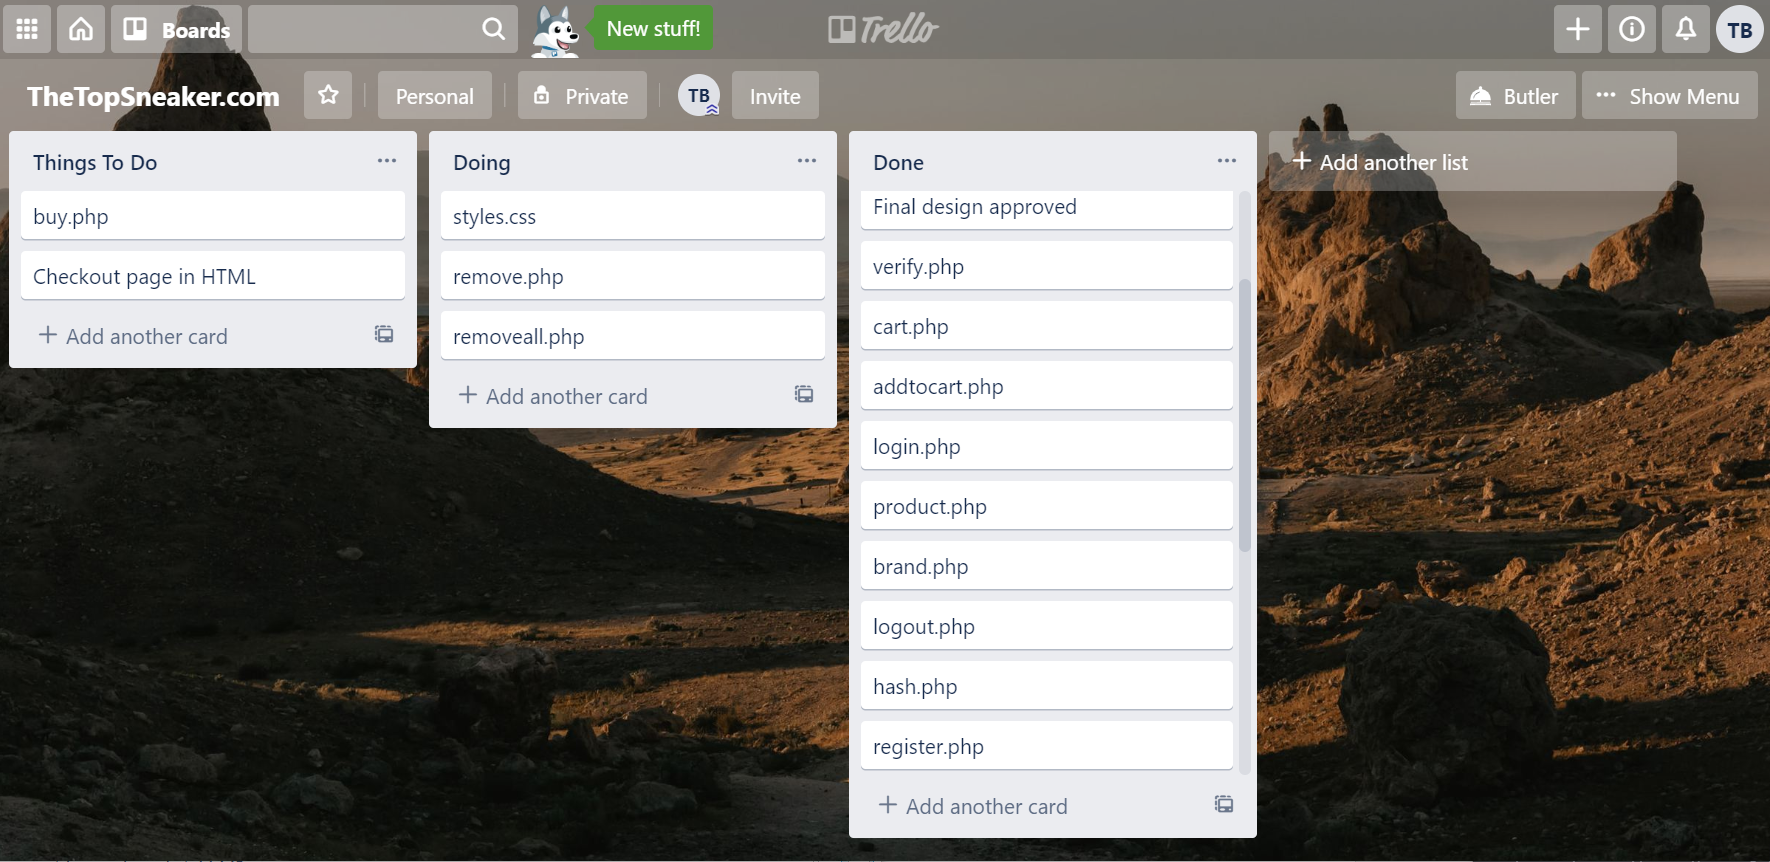 Boards
New stuff!
Trello
TB
TheTopSneaker.com
Personal
Private
TB
Invite
Butler
Show Menu
Things To Do
buy.php
Checkout page in HTML
Add another card
Doing
styles.css
remove.php
removeall.php
Add another card
Done
Final design approved
verify.php
cart.php
addtocart.php
login.php
product.php
brand.php
logout.php
hash.php
register.php
Add another card
Add another list